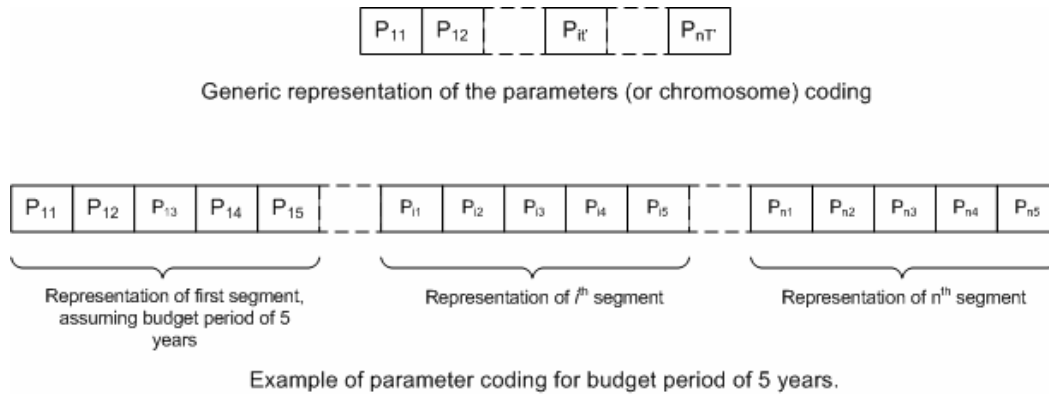 P11 P12 Pit' PnT'
Generic representation of the parameters (or chromosome) coding
P11 P12 P13 P14 P15 Pi1 Pi2 Pi3 Pi4 Pi5 Pn1 Pn2 Pn3 Pn4 Pn5
Representation of first segment,
assuming budget period of 5
years
Representation of ith segment
Representation of nth segment
Example of parameter coding for budget period of 5 years.